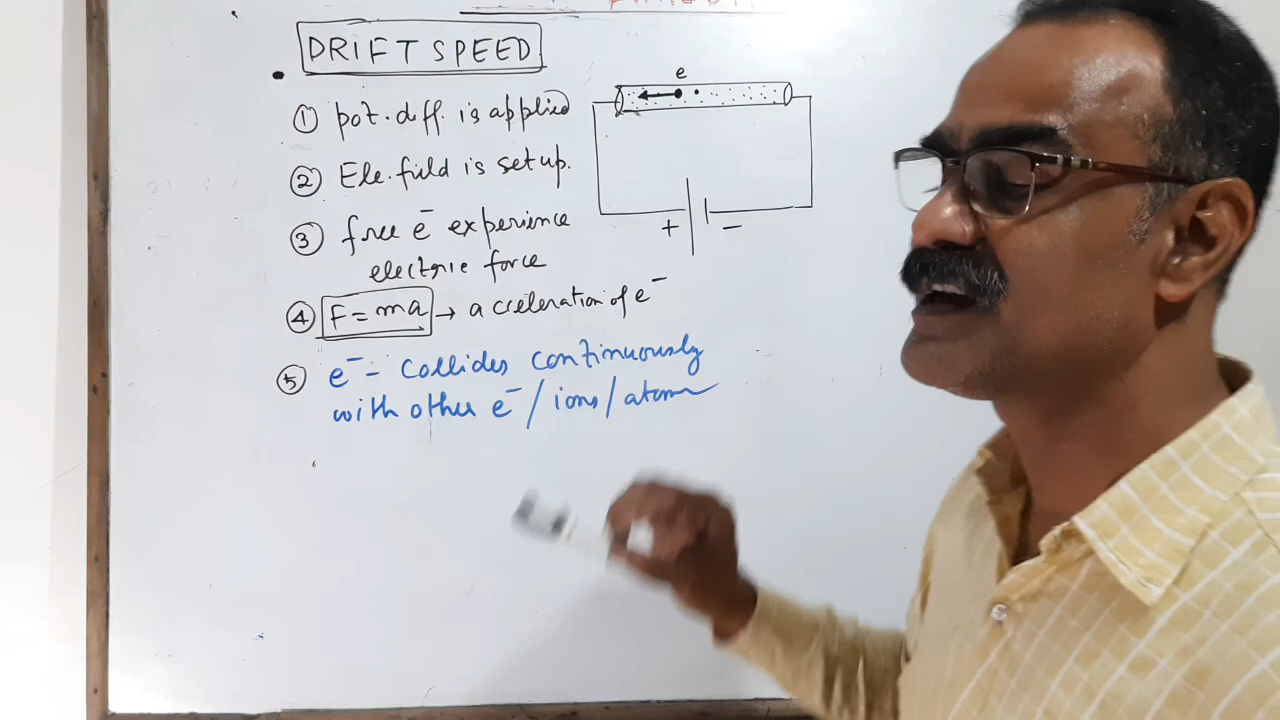 DRIFT SPEED
① pot. diff. is applied
② Ele. field is set up.
③ free e⁻ experience
electric force
④ F = ma → a acceleration of e⁻
⑤ e⁻ - Collides continuously
with other e⁻ / ions / atoms
e
+ −